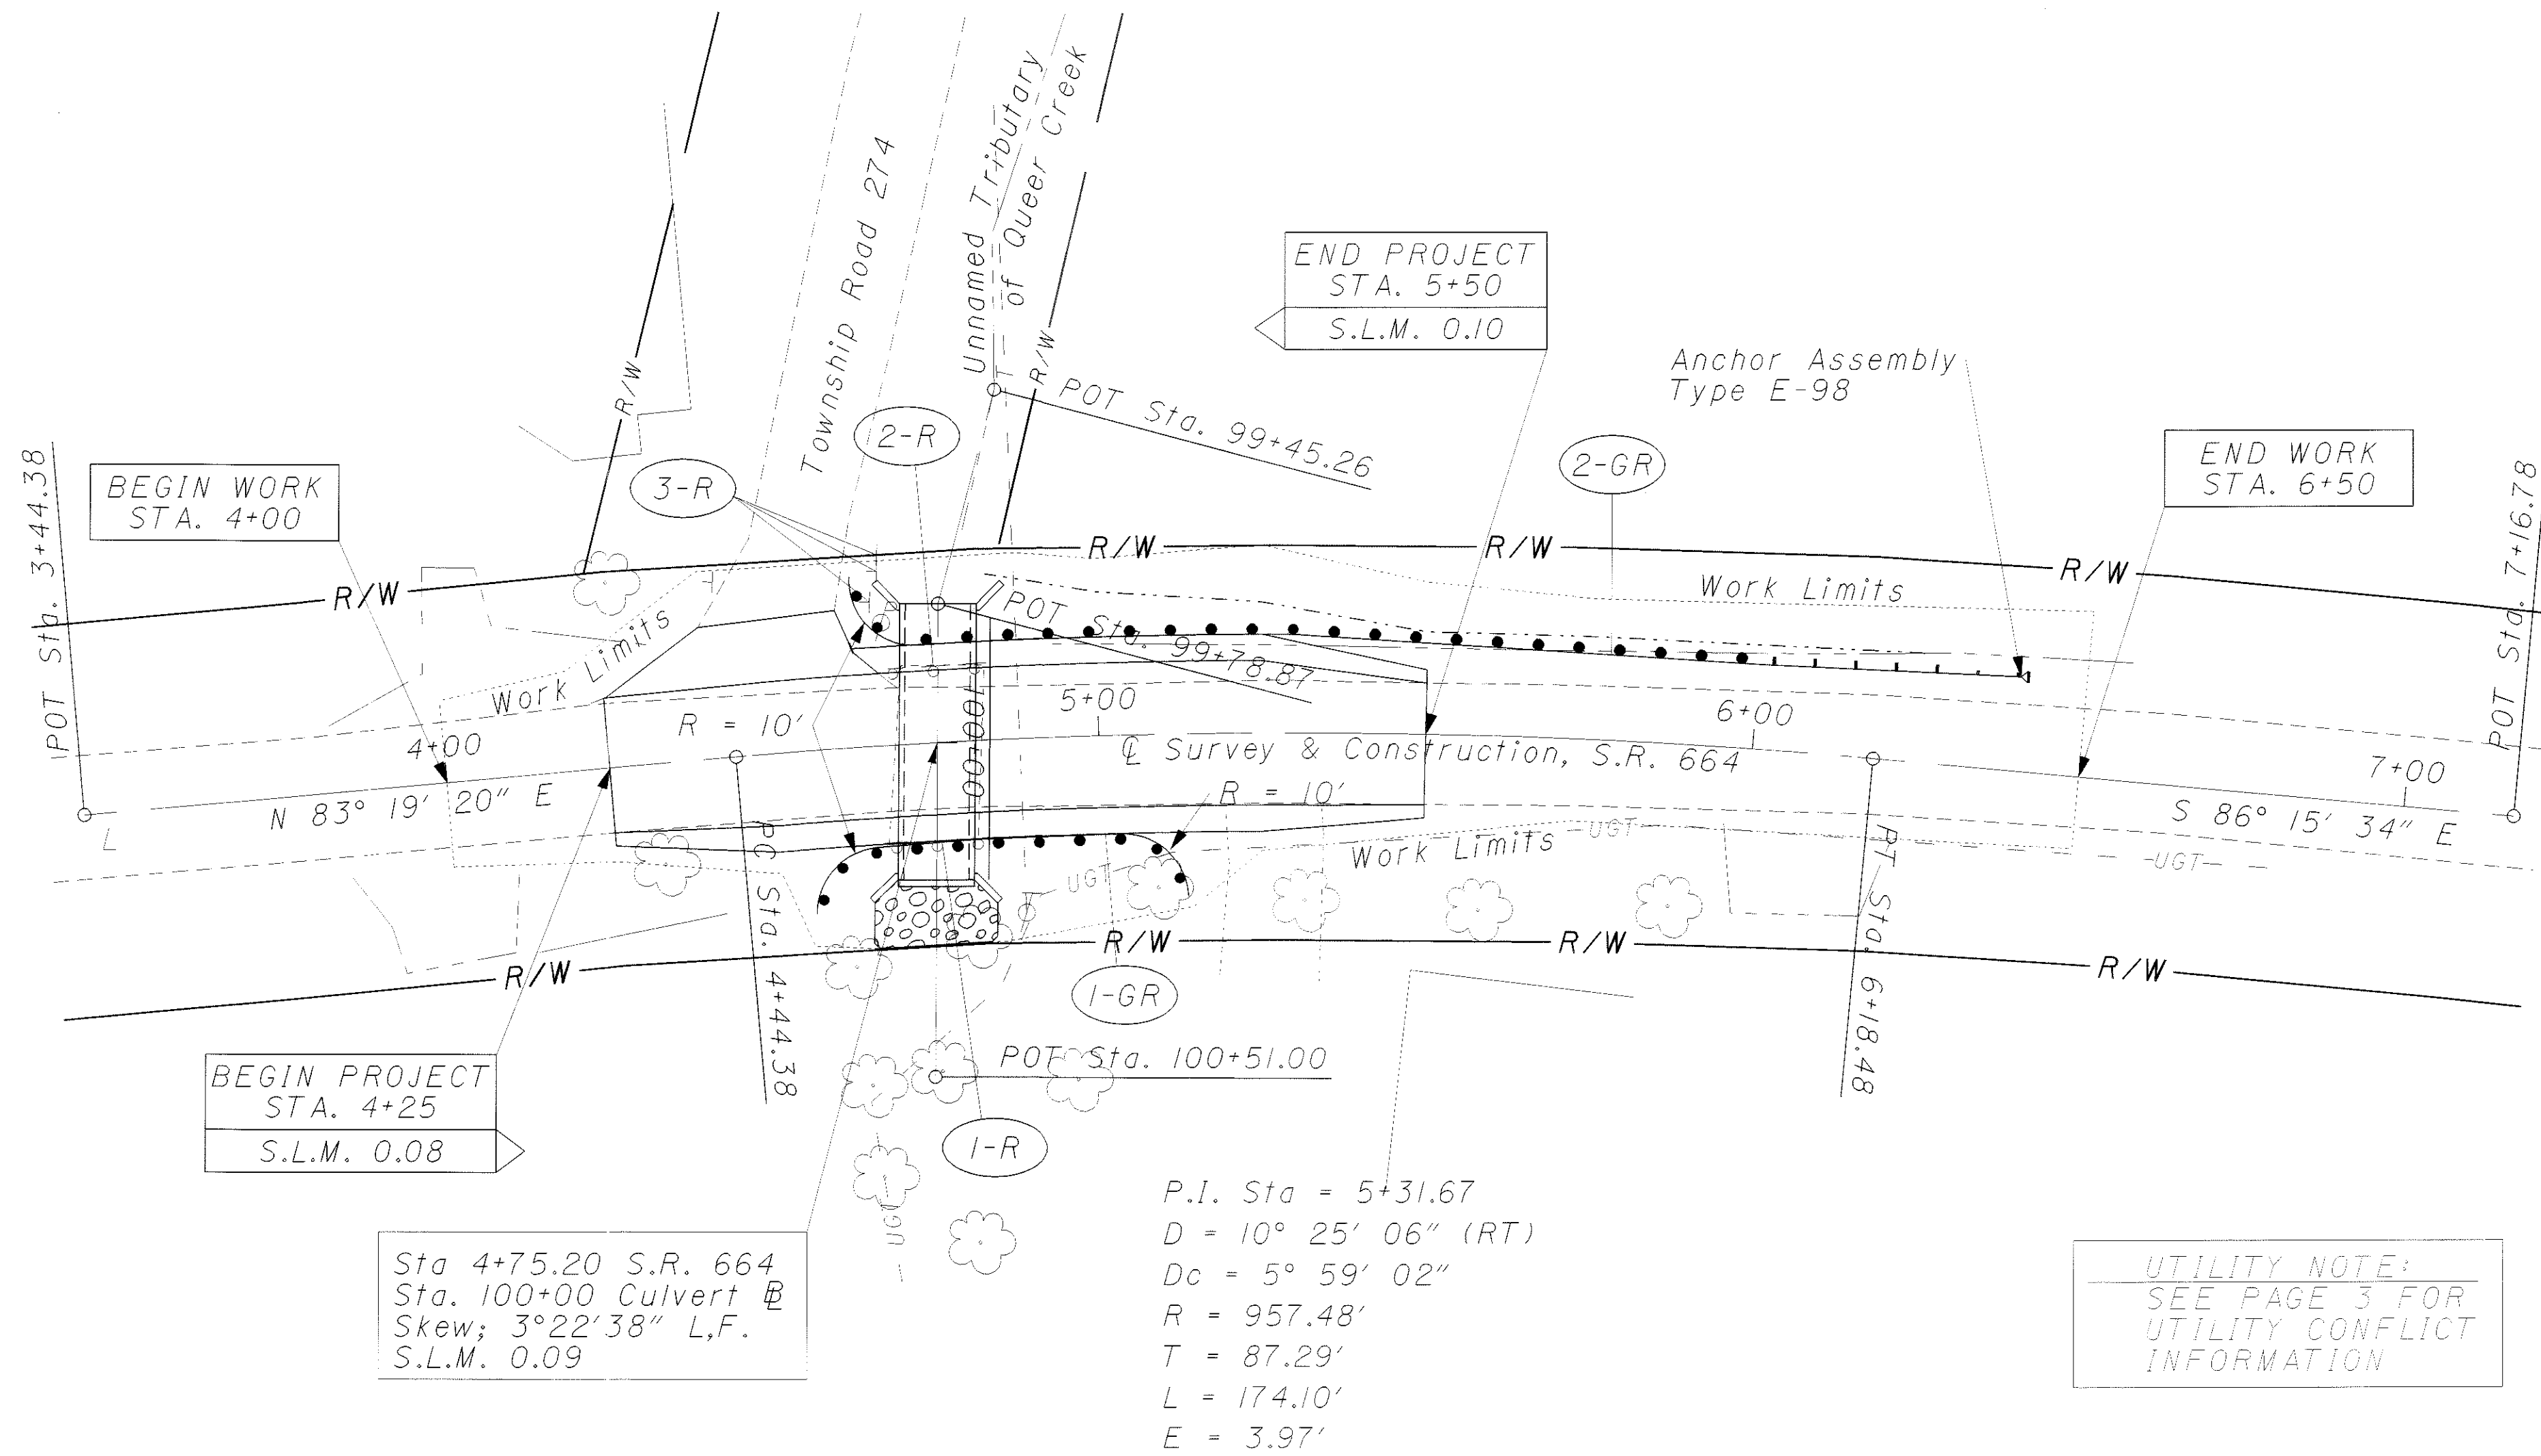 Unnamed Tributary
of Queer Creek
Township Road 274
R/W
R/W
END PROJECT
STA. 5+50
S.L.M. 0.10
Anchor Assembly
Type E-98
POT Sta. 99+45.26
2-R
3-R
2-GR
BEGIN WORK
STA. 4+00
END WORK
STA. 6+50
POT Sta. 3+44.38
POT Sta. 7+16.78
R/W
R/W
R/W
R/W
Work Limits
Work Limits
POT Sta. 99+78.87
R = 10'
4+00
5+00
6+00
7+00
100+00
℄ Survey & Construction, S.R. 664
N 83° 19' 20" E
S 86° 15' 34" E
R = 10'
L
T
Work Limits
UGT
UGT
UGT
UGT
PC Sta. 4+44.38
PT Sta. 6+18.48
R/W
R/W
R/W
R/W
1-GR
POT Sta. 100+51.00
1-R
BEGIN PROJECT
STA. 4+25
S.L.M. 0.08
Sta 4+75.20 S.R. 664
Sta. 100+00 Culvert BL
Skew; 3°22'38" L,F.
S.L.M. 0.09
P.I. Sta = 5+31.67
D = 10° 25' 06" (RT)
Dc = 5° 59' 02"
R = 957.48'
T = 87.29'
L = 174.10'
E = 3.97'
UTILITY NOTE:
SEE PAGE 3 FOR
UTILITY CONFLICT
INFORMATION